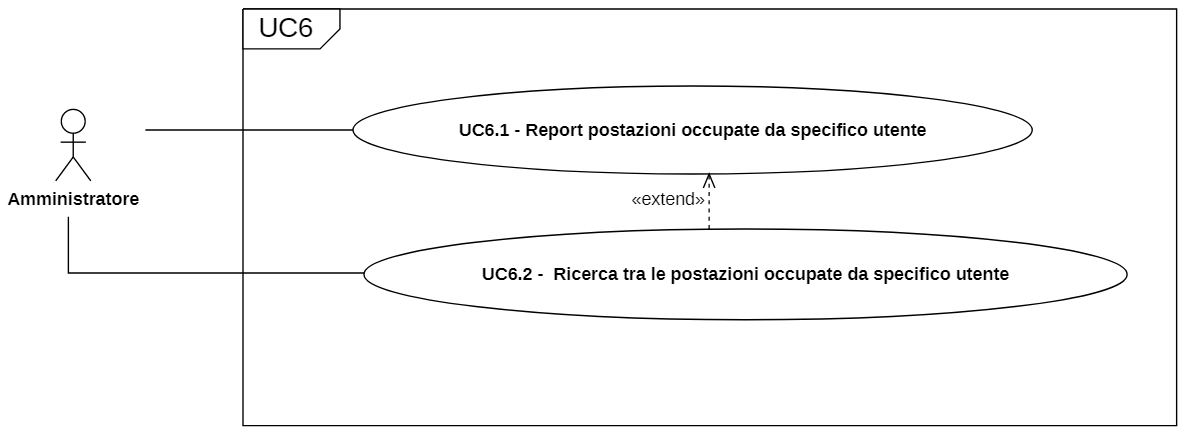 UC6
UC6.1 - Report postazioni occupate da specifico utente
Amministratore
«extend»
UC6.2 -  Ricerca tra le postazioni occupate da specifico utente